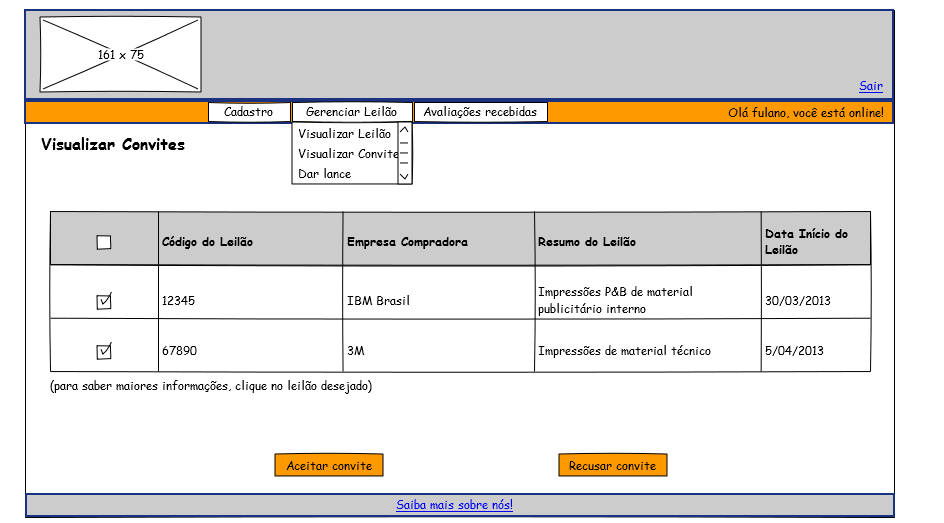 161 x 75
Sair
Cadastro
Gerenciar Leilão
Avaliações recebidas
Olá fulano, você está online!
Visualizar Leilão
Visualizar Convite
Dar lance
Visualizar Convites
Código do Leilão
Empresa Compradora
Resumo do Leilão
Data Início do
Leilão
12345
IBM Brasil
Impressões P&B de material
publicitário interno
30/03/2013
67890
3M
Impressões de material técnico
5/04/2013
(para saber maiores informações, clique no leilão desejado)
Aceitar convite
Recusar convite
Saiba mais sobre nós!